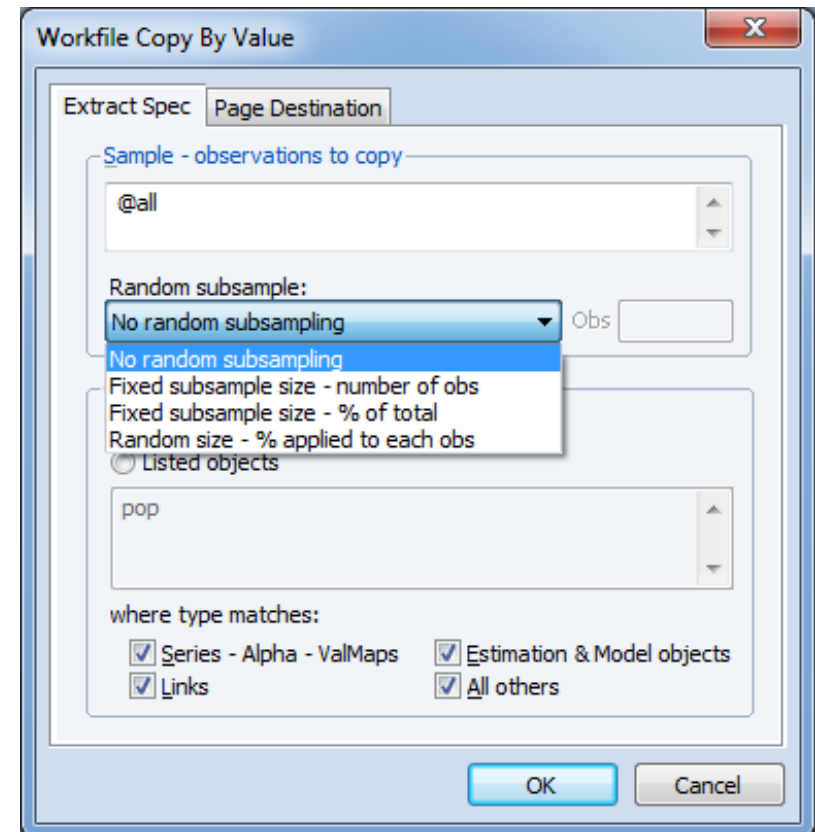 Workfile Copy By Value
Extract Spec Page Destination
Sample - observations to copy
@all
Random subsample:
No random subsampling Obs
No random subsampling
Fixed subsample size - number of obs
Fixed subsample size - % of total
Random size - % applied to each obs
Listed objects
pop
where type matches:
Series - Alpha - ValMaps Estimation & Model objects
Links All others
OK Cancel